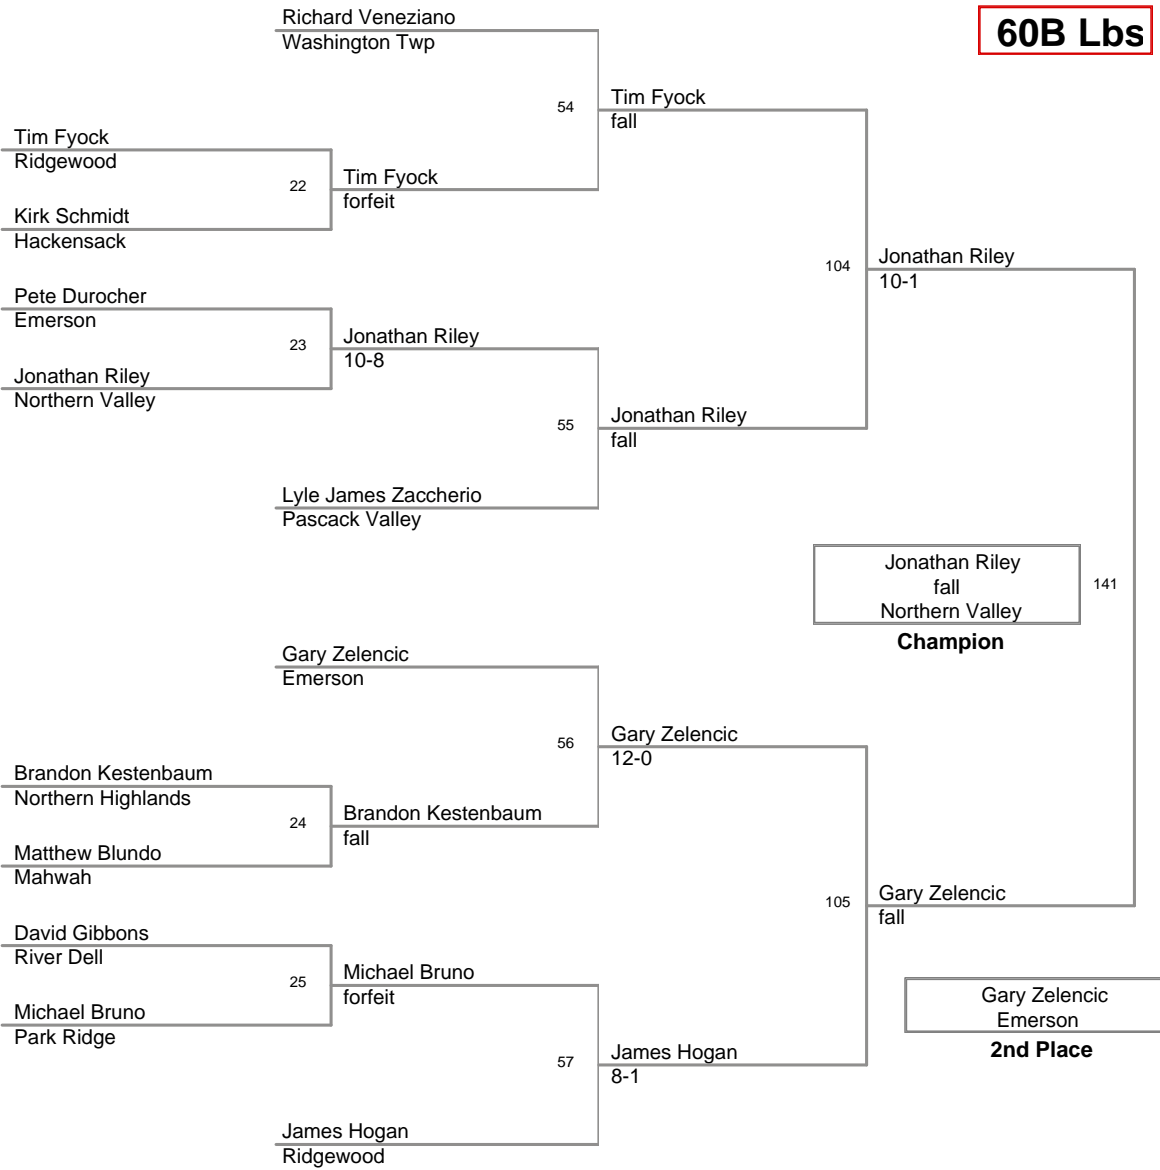 Richard Veneziano
Washington Twp
60B Lbs
54
Tim Fyock
fall
Tim Fyock
Ridgewood
22
Tim Fyock
forfeit
Kirk Schmidt
Hackensack
104
Jonathan Riley
10-1
Pete Durocher
Emerson
23
Jonathan Riley
10-8
Jonathan Riley
Northern Valley
55
Jonathan Riley
fall
Lyle James Zaccherio
Pascack Valley
Jonathan Riley
fall
Northern Valley
141
Champion
Gary Zelencic
Emerson
56
Gary Zelencic
12-0
Brandon Kestenbaum
Northern Highlands
24
Brandon Kestenbaum
fall
Matthew Blundo
Mahwah
105
Gary Zelencic
fall
David Gibbons
River Dell
25
Michael Bruno
forfeit
Michael Bruno
Park Ridge
Gary Zelencic
Emerson
2nd Place
57
James Hogan
8-1
James Hogan
Ridgewood